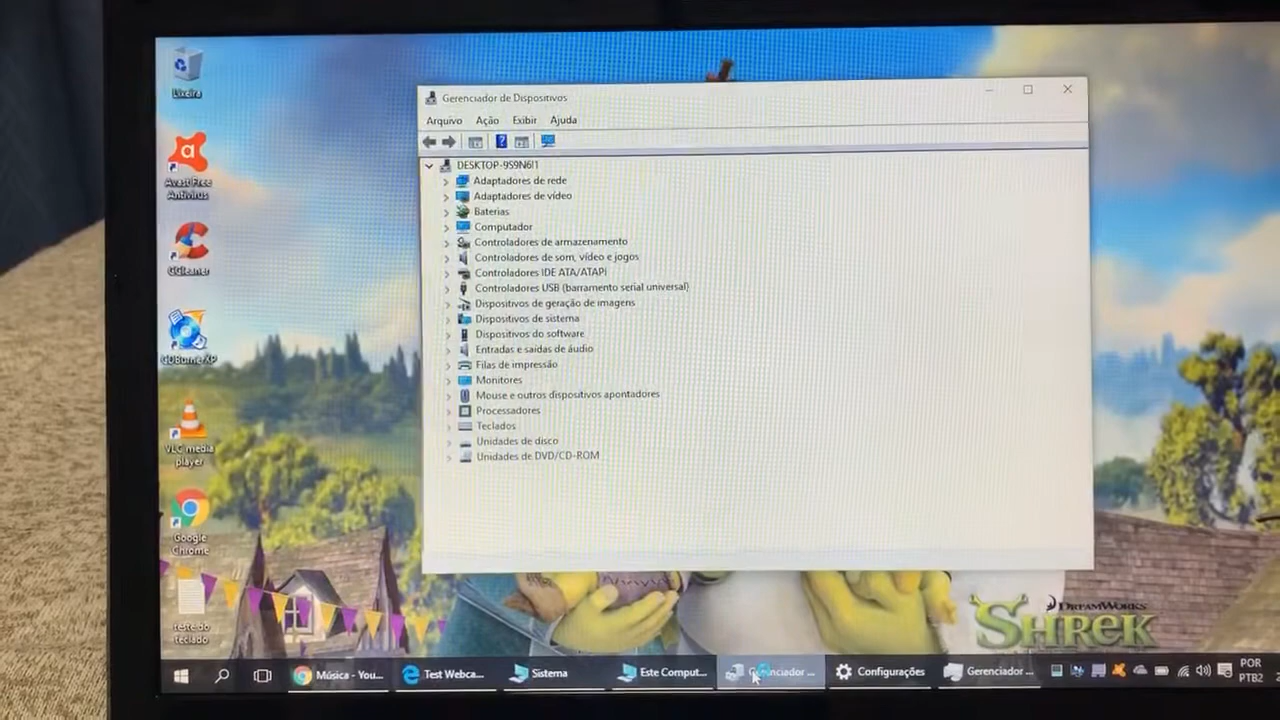 Lixeira
Avast Free
Antivirus
CCleaner
CDBurnerXP
VLC media
player
Google
Chrome
teste do
teclado
Gerenciador de Dispositivos
Arquivo Ação Exibir Ajuda
Adaptadores de rede
Adaptadores de vídeo
Baterias
Computador
Controladores de armazenamento
Controladores de som, vídeo e jogos
Controladores IDE ATA/ATAPI
Controladores USB (barramento serial universal)
Dispositivos de geração de imagens
Dispositivos de sistema
Dispositivos do software
Entradas e saídas de áudio
Filas de impressão
Monitores
Mouse e outros dispositivos apontadores
Processadores
Teclados
Unidades de disco
Unidades de DVD/CD-ROM
DREAMWORKS
SHREK
Música - You...
Test Webca...
Sistema
Este Comput...
Gerenciador ...
Configurações
Gerenciador ...
POR
PTB2